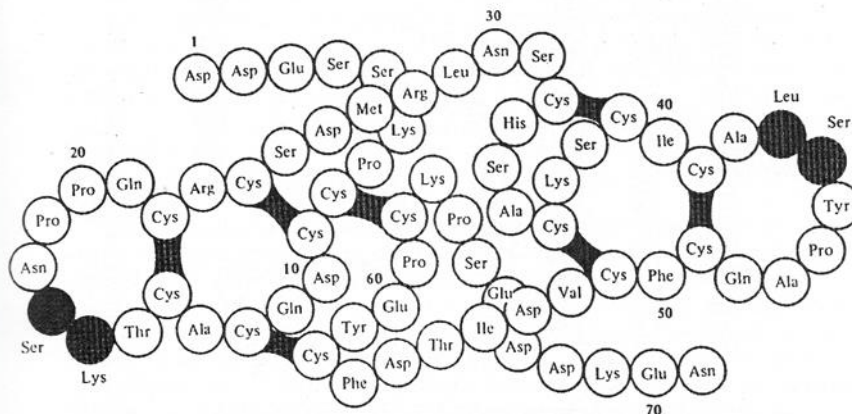 30
1
Asn Ser
Leu
Asp Asp Glu Ser Ser
Arg
Leu
Ser
Met
Cys
40
Cys
Asp
Lys
His
Ser
Ile
Ala
Ser
20
Pro
Ser
Cys
Pro Gln
Arg Cys
Cys
Lys
Lys
Pro
Cys
Cys
Pro
Ala
Cys
Tyr
Asn
Cys
Pro
Cys
Pro
10
Asp
60
Ser
Val
Cys
Phe
Gln
Ala
Cys
Gln
Glu
Glu
Asp
50
Ser
Thr
Ala
Cys
Tyr
Thr
Ile
Lys
Cys
Asp
Asp
Phe
Asp
Lys
Glu
Asn
70